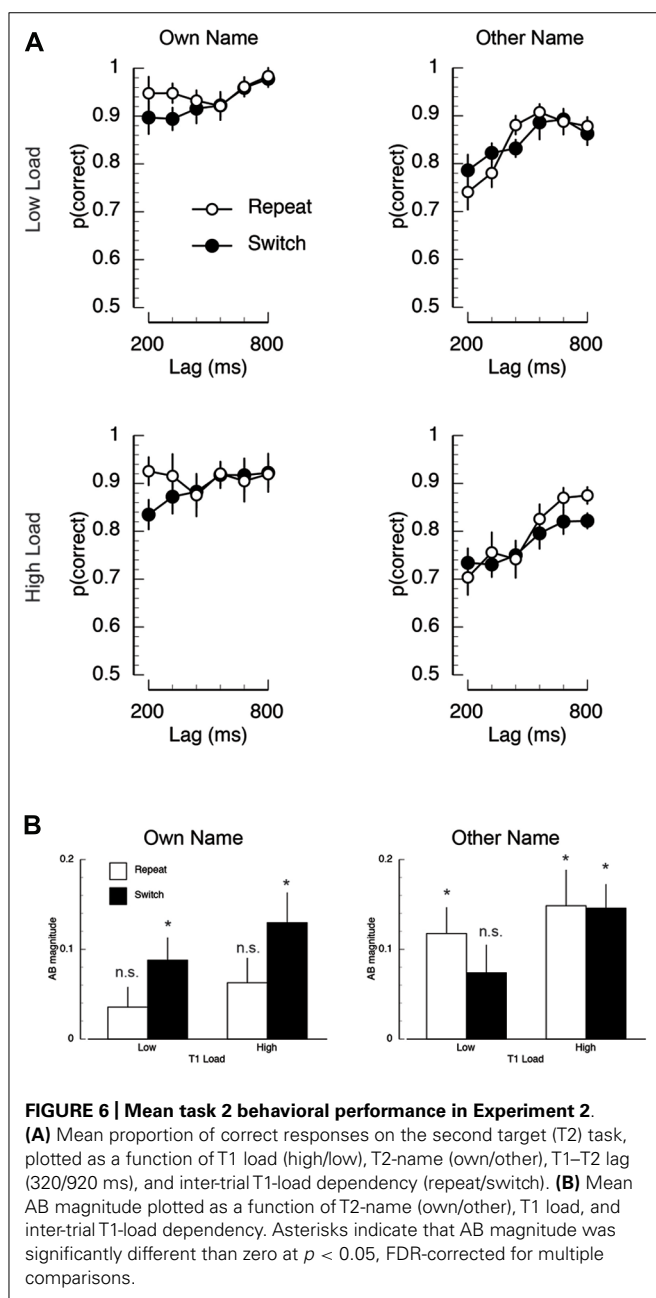 A
Own Name
Other Name
Low Load
1
0.9
0.8
0.7
0.6
0.5
p(correct)
Repeat
Switch
200
800
Lag (ms)
1
0.9
0.8
0.7
0.6
0.5
p(correct)
200
800
Lag (ms)
High Load
1
0.9
0.8
0.7
0.6
0.5
p(correct)
200
800
Lag (ms)
1
0.9
0.8
0.7
0.6
0.5
p(correct)
200
800
Lag (ms)
B
Own Name
Other Name
0.2
0.1
0
AB magnitude
Repeat
Switch
n.s.
*
n.s.
*
Low
High
T1 Load
0.2
0.1
0
AB magnitude
*
n.s.
*
*
Low
High
T1 Load
FIGURE 6 | Mean task 2 behavioral performance in Experiment 2.
(A) Mean proportion of correct responses on the second target (T2) task,
plotted as a function of T1 load (high/low), T2-name (own/other), T1–T2 lag
(320/920 ms), and inter-trial T1-load dependency (repeat/switch). (B) Mean
AB magnitude plotted as a function of T2-name (own/other), T1 load, and
inter-trial T1-load dependency. Asterisks indicate that AB magnitude was
significantly different than zero at p < 0.05, FDR-corrected for multiple
comparisons.